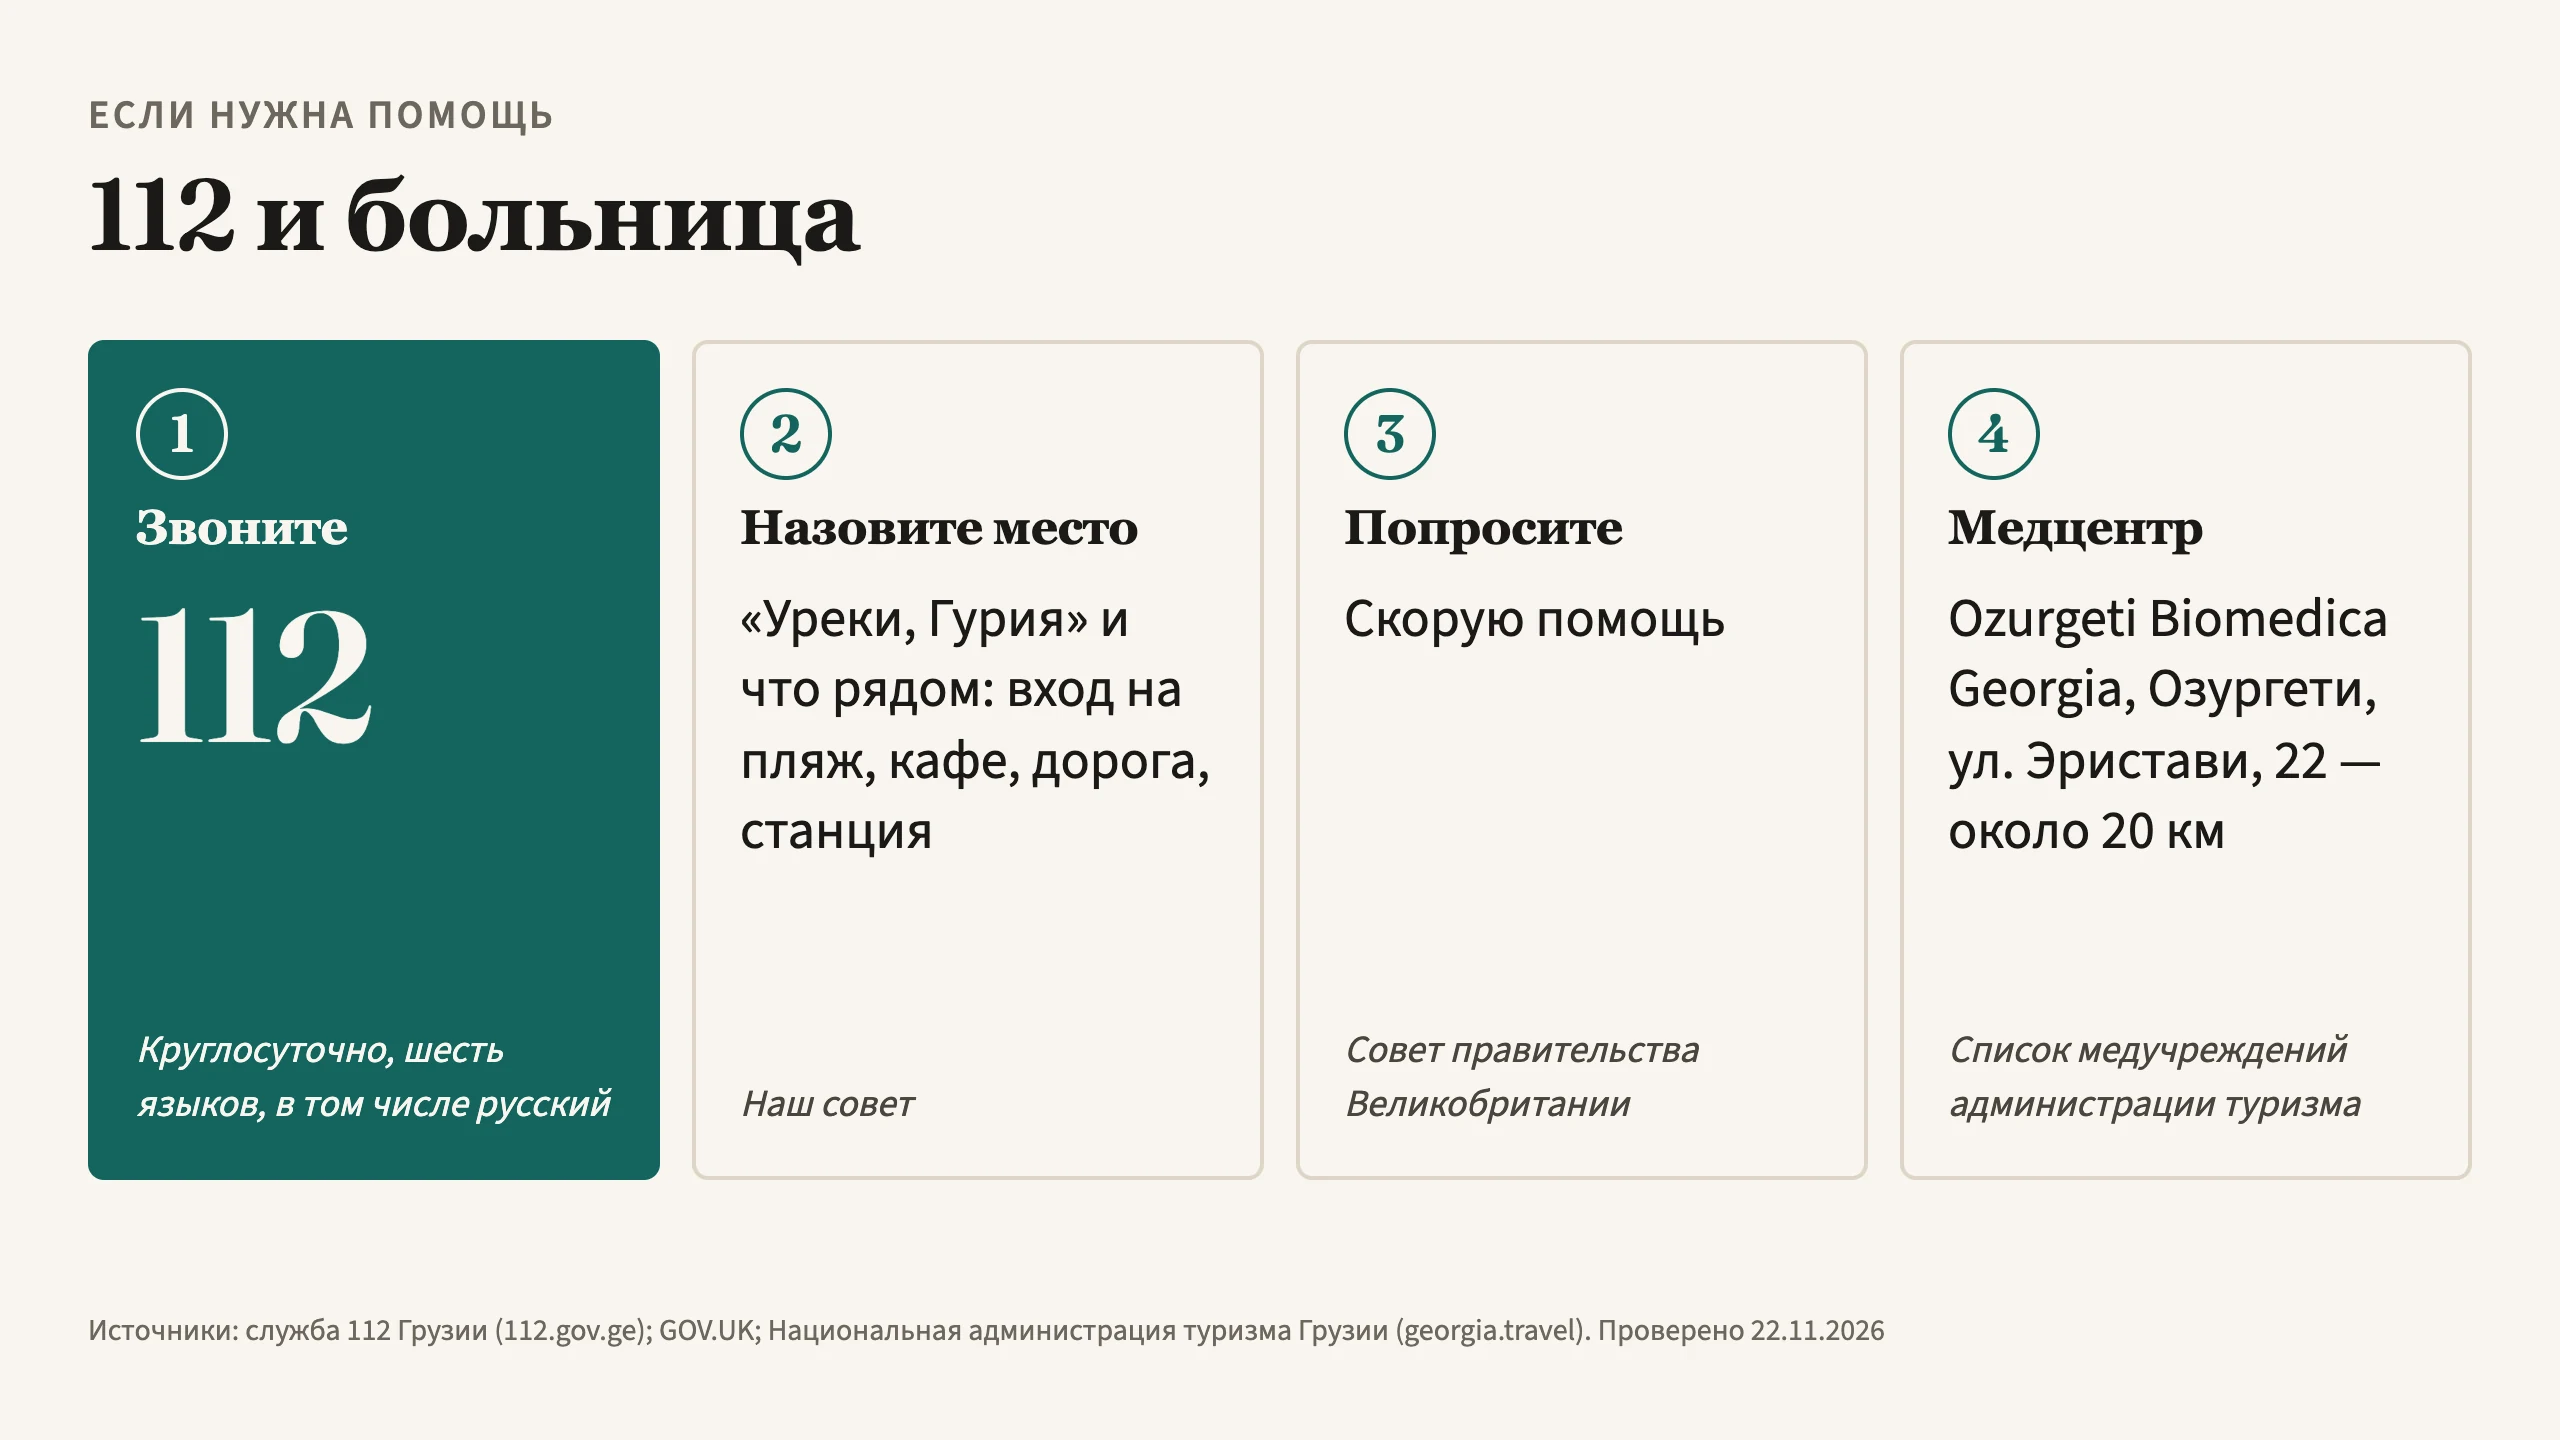 ЕСЛИ НУЖНА ПОМОЩЬ
112 и больница
1
Звоните
112
Круглосуточно, шесть
языков, в том числе русский
2
Назовите место
«Уреки, Гурия» и
что рядом: вход на
пляж, кафе, дорога,
станция
Наш совет
3
Попросите
Скорую помощь
Совет правительства
Великобритании
4
Медцентр
Ozurgeti Biomedica
Georgia, Озургети,
ул. Эристави, 22 —
около 20 км
Список медучреждений
администрации туризма
Источники: служба 112 Грузии (112.gov.ge); GOV.UK; Национальная администрация туризма Грузии (georgia.travel). Проверено 22.11.2026